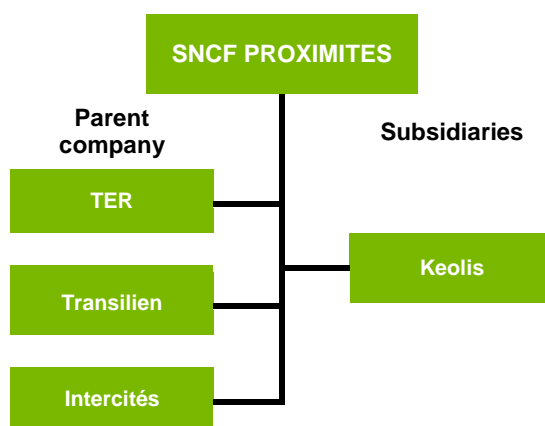 SNCF PROXIMITES
Parent
company
Subsidiaries
TER
Keolis
Transilien
Intercités